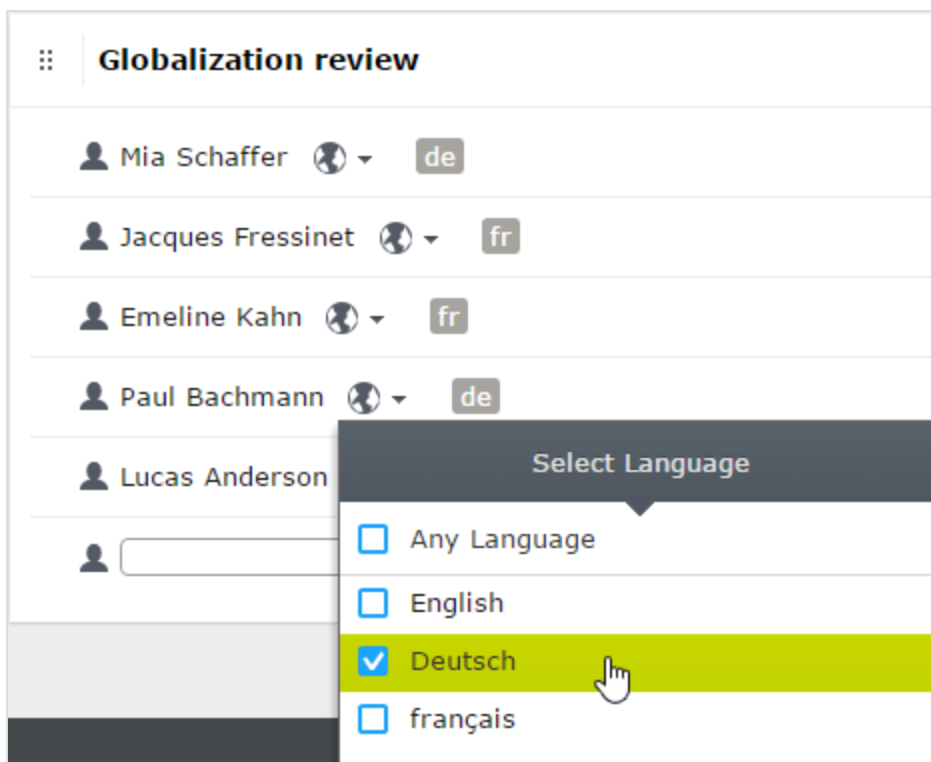 Globalization review
Mia Schaffer de
Jacques Fressinet fr
Emeline Kahn fr
Paul Bachmann de
Lucas Anderson
Select Language
Any Language
English
Deutsch
français